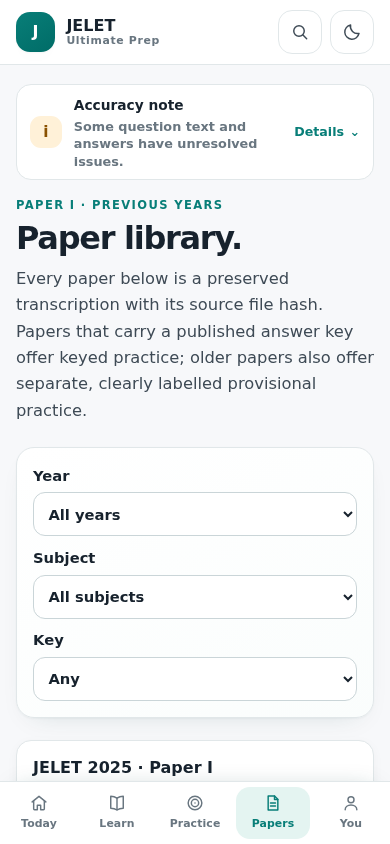 J
JELET
Ultimate Prep
i
Accuracy note
Some question text and
answers have unresolved
issues.
Details
PAPER I · PREVIOUS YEARS
Paper library.
Every paper below is a preserved
transcription with its source file hash.
Papers that carry a published answer key
offer keyed practice; older papers also offer
separate, clearly labelled provisional
practice.
Year
All years
Subject
All subjects
Key
Any
JELET 2025 · Paper I
Today
Learn
Practice
Papers
You